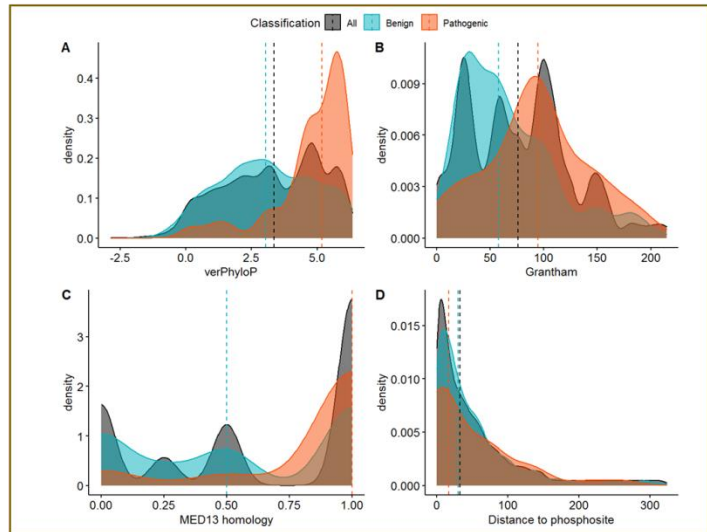 Classification All Benign Pathogenic
A
density
0.4
0.3
0.2
0.1
0.0
-2.5 0.0 2.5 5.0
verPhyloP
B
density
0.009
0.006
0.003
0.000
0 50 100 150 200
Grantham
C
density
3
2
1
0
0.00 0.25 0.50 0.75 1.00
MED13 homology
D
density
0.015
0.010
0.005
0.000
0 100 200 300
Distance to phosphosite